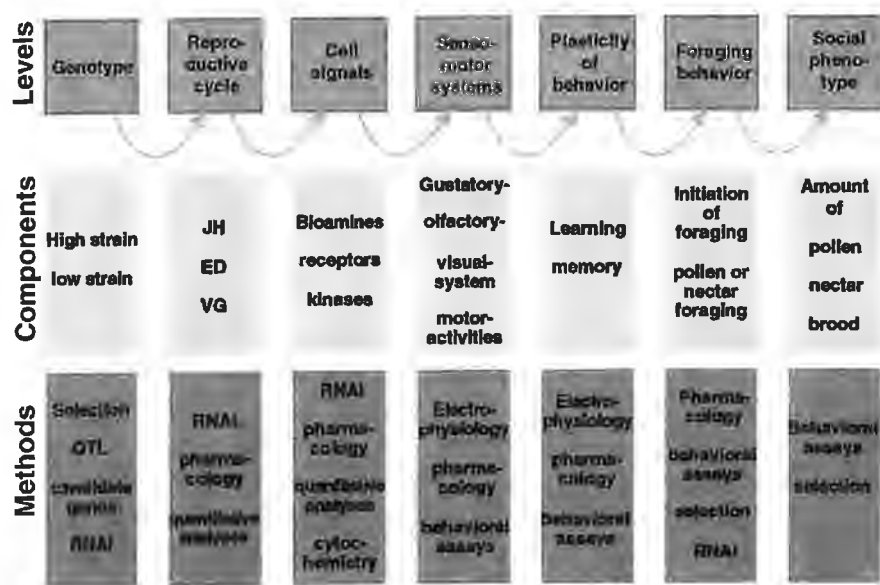 Levels
Genotype
Repro-
ductive
cycle
Cell
signals
Senso-
motor
systems
Plasticity
of
behavior
Foraging
behavior
Social
pheno-
type
Components
High strain
low strain
JH
ED
VG
Bioamines
receptors
kinases
Gustatory-
olfactory-
visual-
system
motor-
activities
Learning
memory
Initiation
of
foraging
pollen or
nectar
foraging
Amount
of
pollen
nectar
brood
Methods
Selection
QTL
candidate
genes
RNAi
RNAi
pharma-
cology
quantitative
analyses
RNAi
pharma-
cology
quantitative
analyses
cytoc-
hemistry
Electro-
physiology
pharma-
cology
behavioral
assays
Electro-
physiology
pharma-
cology
behavioral
assays
Pharma-
cology
behavioral
assays
selection
RNAi
Behavioral
assays
selection